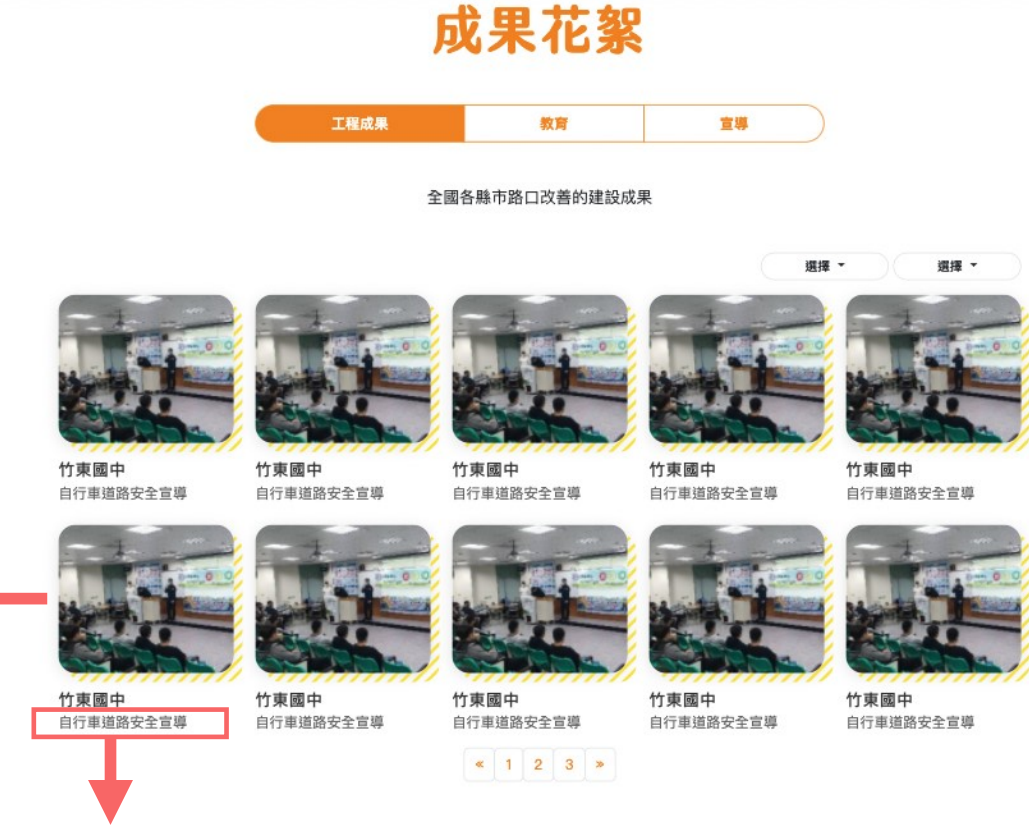 成果花絮
工程成果 教育 宣導
全國各縣市路口改善的建設成果
選擇 選擇
竹東國中 竹東國中 竹東國中 竹東國中 竹東國中
自行車道路安全宣導 自行車道路安全宣導 自行車道路安全宣導 自行車道路安全宣導 自行車道路安全宣導
竹東國中 竹東國中 竹東國中 竹東國中 竹東國中
自行車道路安全宣導 自行車道路安全宣導 自行車道路安全宣導 自行車道路安全宣導 自行車道路安全宣導
« 1 2 3 »